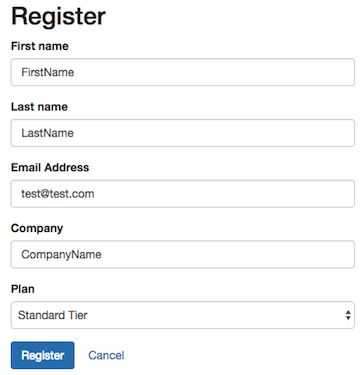 Register
First name
FirstName
Last name
LastName
Email Address
test@test.com
Company
CompanyName
Plan
Standard Tier
Register Cancel